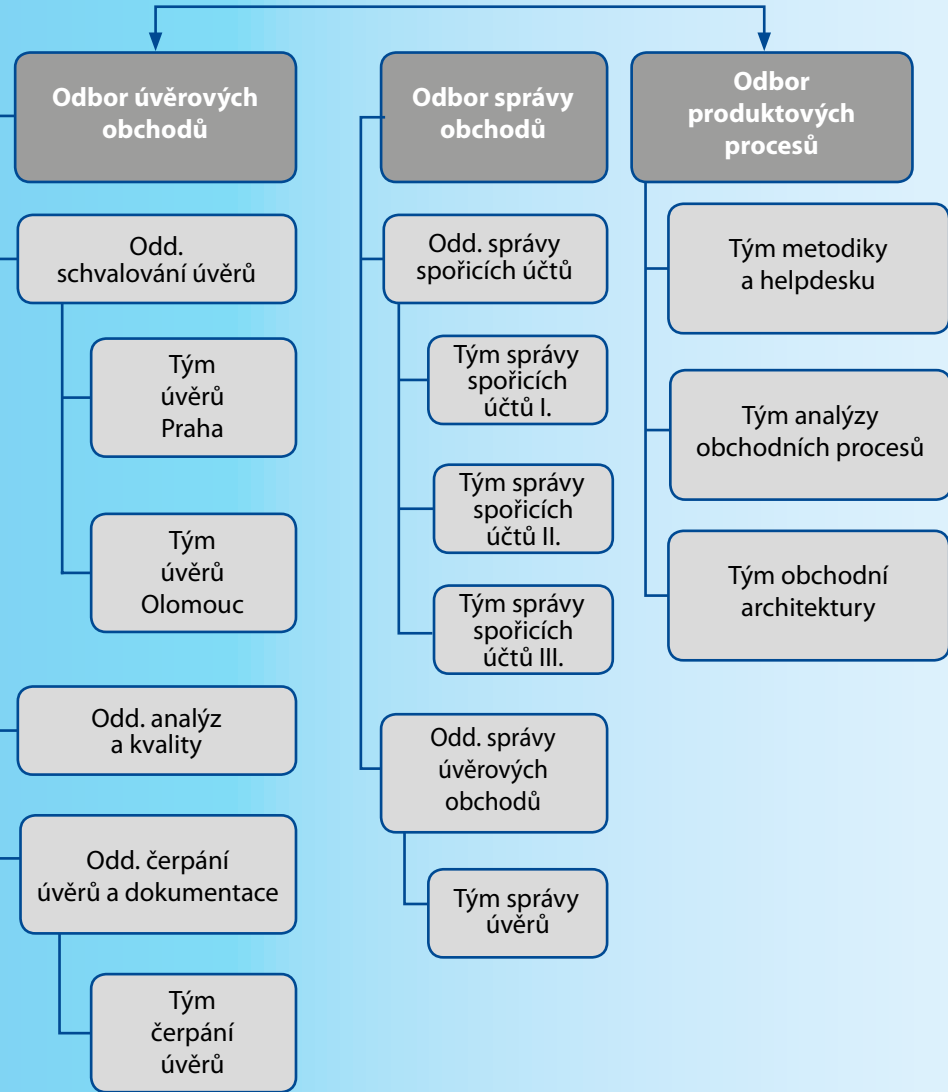 Odbor úvěrových
obchodů
Odd.
schvalování úvěrů
Tým
úvěrů
Praha
Tým
úvěrů
Olomouc
Odd. analýz
a kvality
Odd. čerpání
úvěrů a dokumentace
Tým
čerpání
úvěrů
Odbor správy
obchodů
Odd. správy
spořicích účtů
Tým správy
spořicích
účtů I.
Tým správy
spořicích
účtů II.
Tým správy
spořicích
účtů III.
Odd. správy
úvěrových
obchodů
Tým správy
úvěrů
Odbor
produktových
procesů
Tým metodiky
a helpdesku
Tým analýzy
obchodních procesů
Tým obchodní
architektury